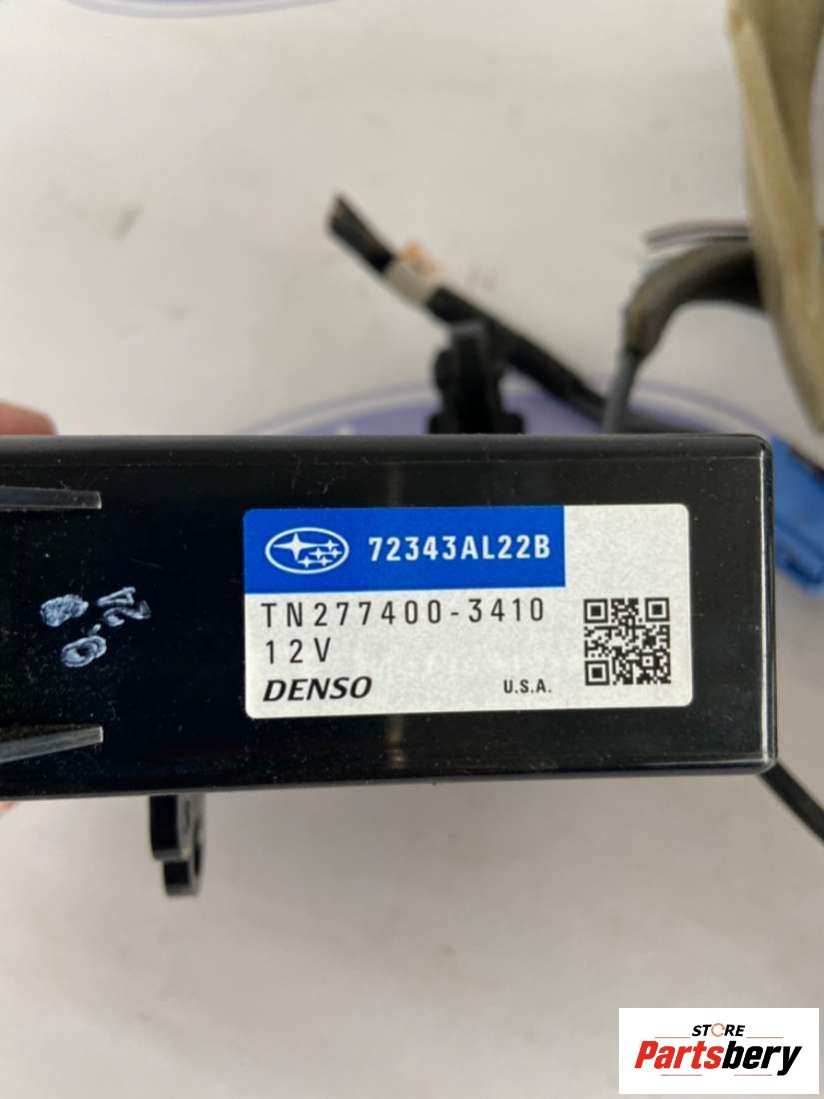 72343AL22B
TN277400-3410
12V
DENSO
U.S.A.
STORE
Partsbery